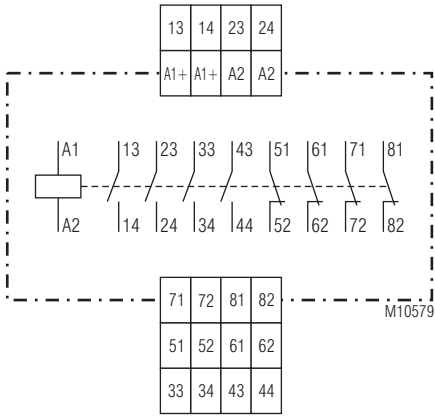 13 14 23 24
A1+ A1+ A2 A2
A1 13 23 33 43 51 61 71 81
A2 14 24 34 44 52 62 72 82
71 72 81 82
M10579
51 52 61 62
33 34 43 44